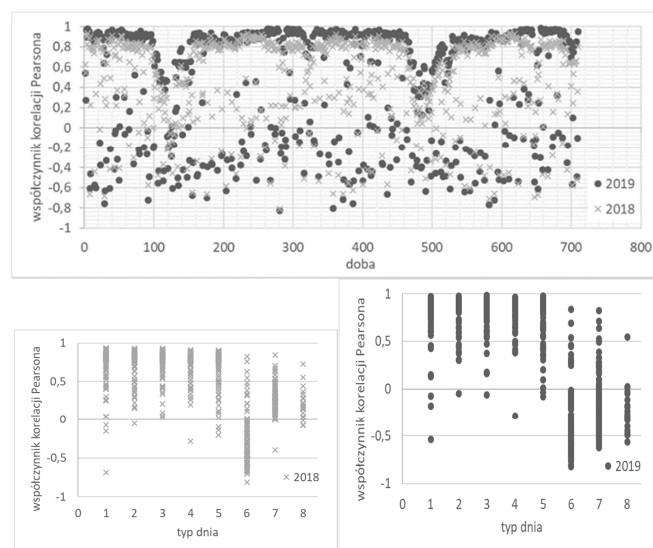 współczynnik korelacji Pearsona
1
0,8
0,6
0,4
0,2
0
-0,2
-0,4
-0,6
-0,8
-1
0 100 200 300 400 500 600 700 800
doba
2019
2018
współczynnik korelacji Pearsona
1
0,5
0
-0,5
-1
0 1 2 3 4 5 6 7 8
typ dnia
2018
współczynnik korelacji Pearsona
1
0,5
0
-0,5
-1
0 1 2 3 4 5 6 7 8
typ dnia
2019